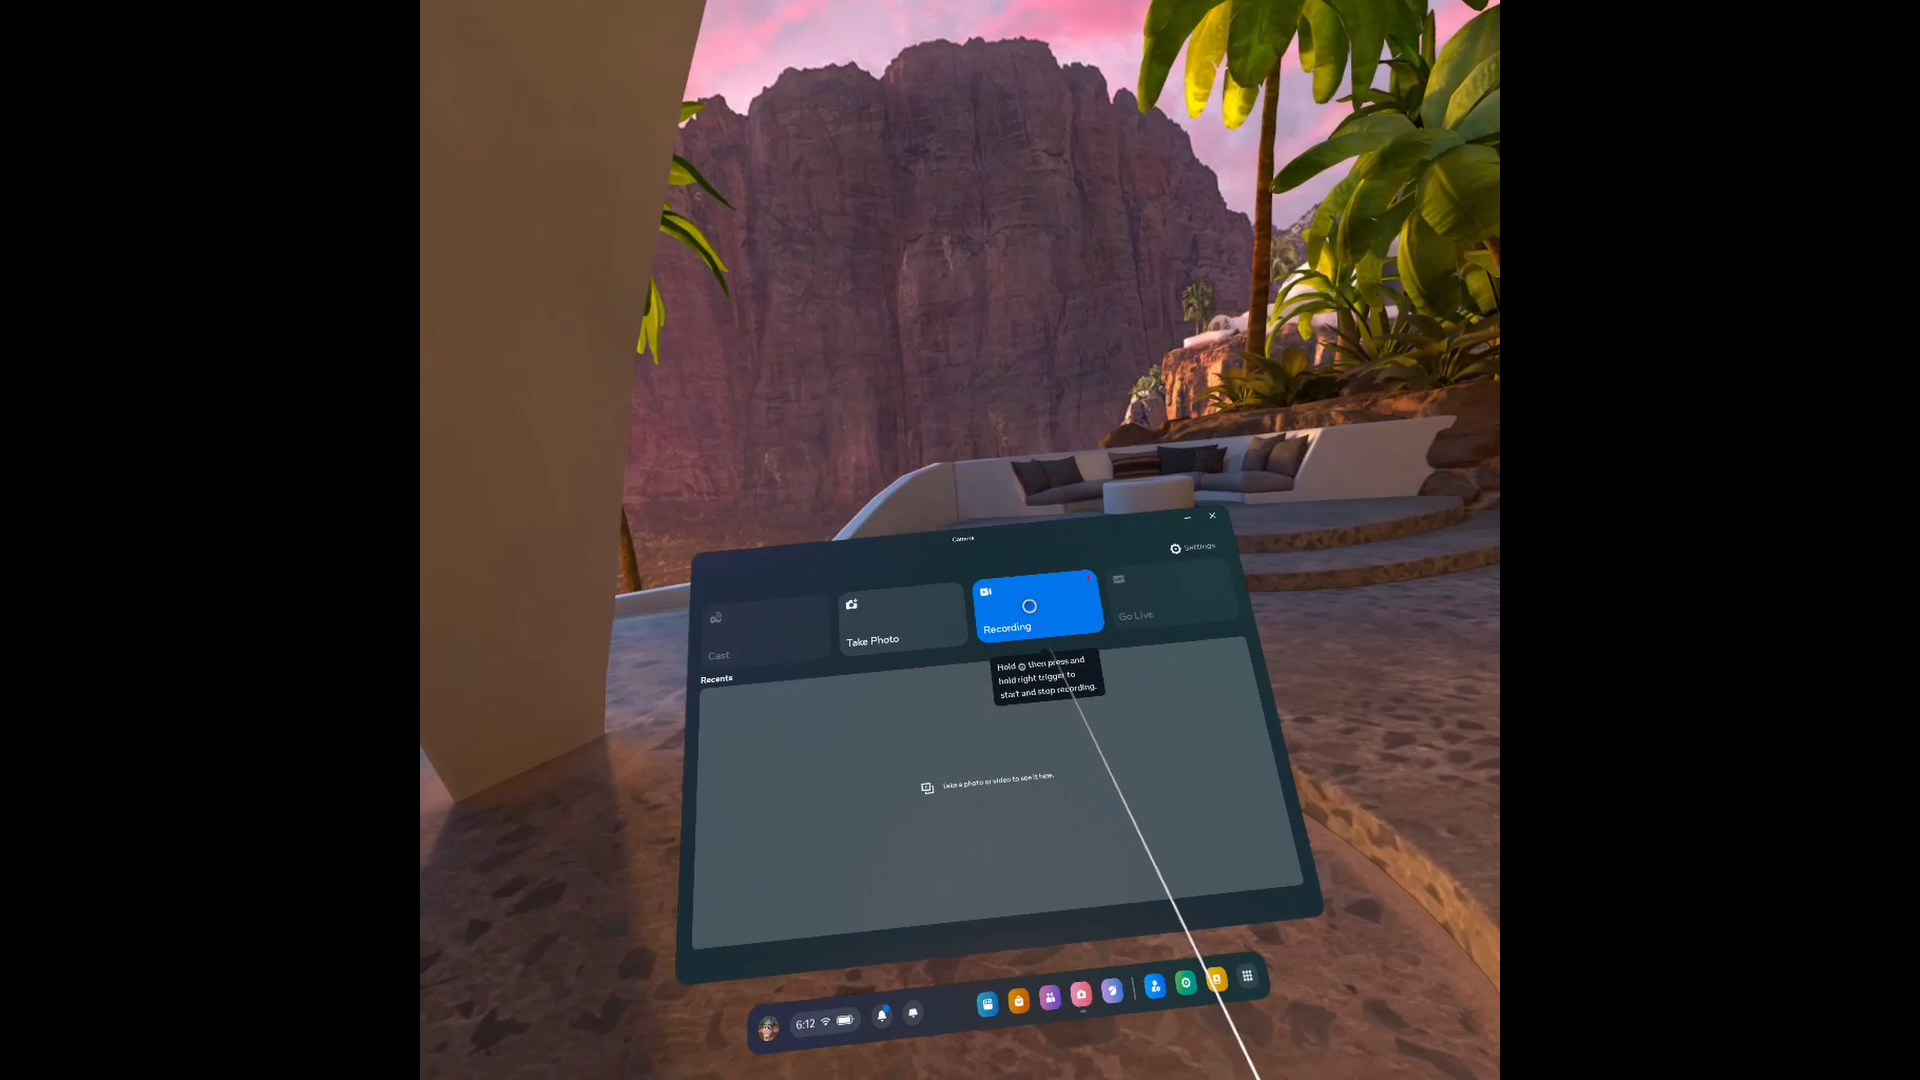 Camera
Settings
Cast
Take Photo
Recording
Go Live
Hold then press and
hold right trigger to
start and stop recording.
Recents
Take a photo or video to see it here.
6:12